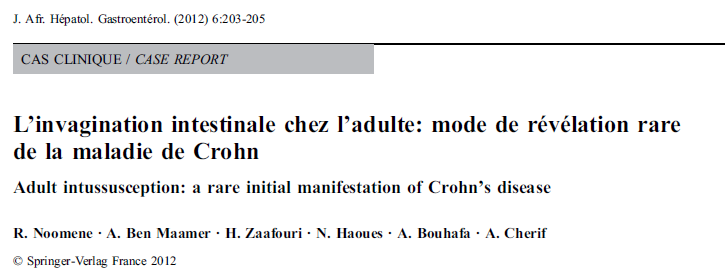 J. Afr. Hépatol. Gastroentérol. (2012) 6:203-205
CAS CLINIQUE / CASE REPORT
L’invagination intestinale chez l’adulte: mode de révélation rare
de la maladie de Crohn
Adult intussusception: a rare initial manifestation of Crohn’s disease
R. Noomene · A. Ben Maamer · H. Zaafouri · N. Haoues · A. Bouhafa · A. Cherif
© Springer-Verlag France 2012